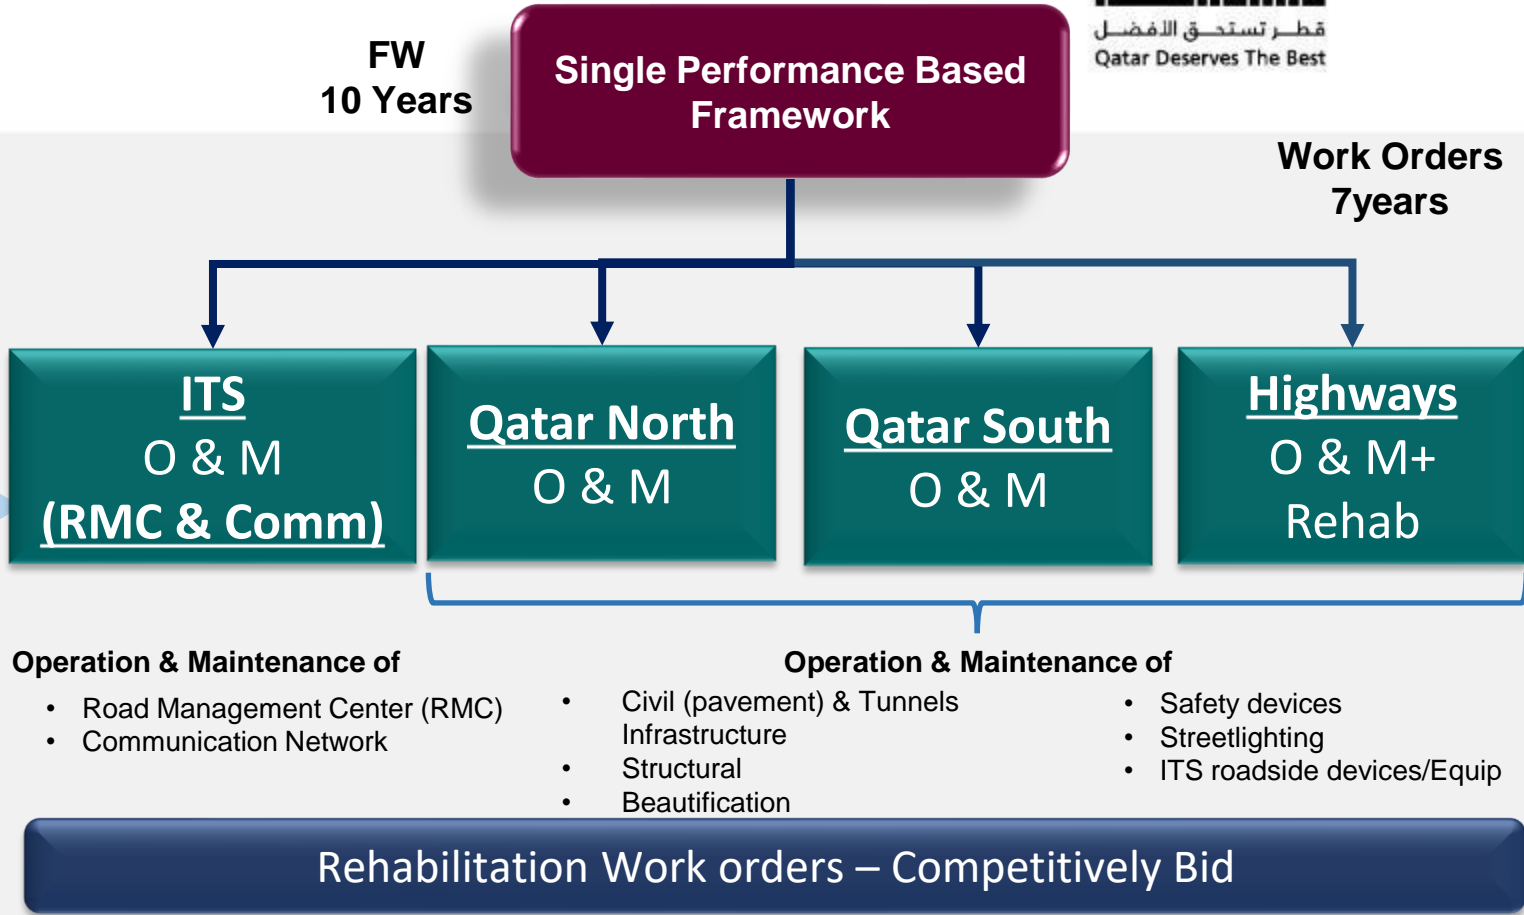 قطر تستحق الأفضل
Qatar Deserves The Best
FW
10 Years
Single Performance Based
Framework
Work Orders
7years
ITS
O & M
(RMC & Comm)
Qatar North
O & M
Qatar South
O & M
Highways
O & M+
Rehab
Operation & Maintenance of
• Road Management Center (RMC)
• Communication Network
Operation & Maintenance of
• Civil (pavement) & Tunnels
Infrastructure
• Structural
• Beautification
• Safety devices
• Streetlighting
• ITS roadside devices/Equip
Rehabilitation Work orders – Competitively Bid